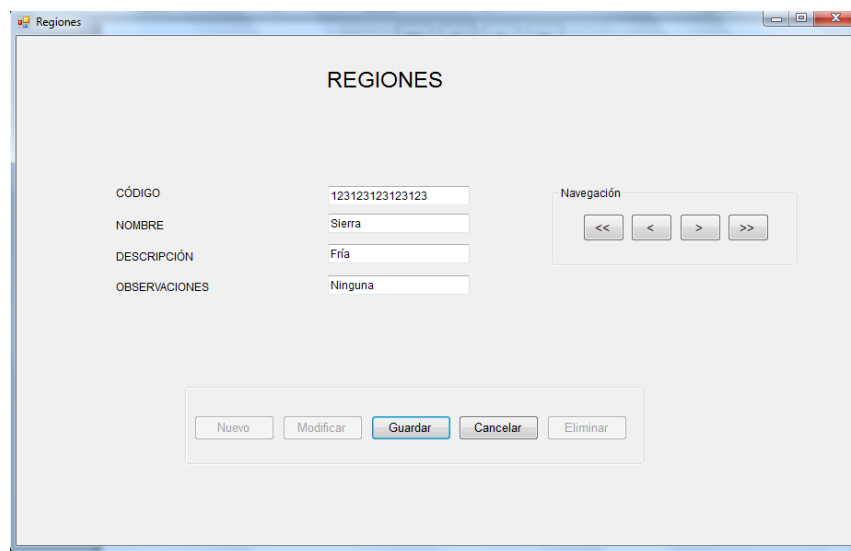 Regiones
REGIONES
CÓDIGO 123123123123123
NOMBRE Sierra
DESCRIPCIÓN Fría
OBSERVACIONES Ninguna
Navegación
<< < > >>
Nuevo Modificar Guardar Cancelar Eliminar